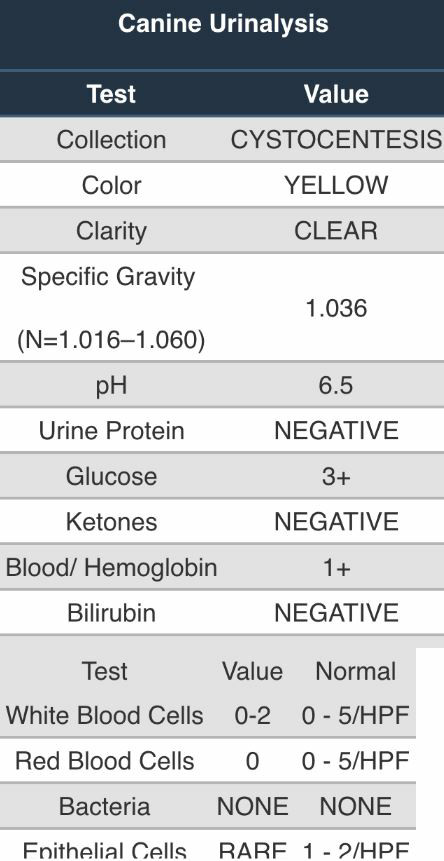 Canine Urinalysis
Test Value
Collection CYSTOCENTESIS
Color YELLOW
Clarity CLEAR
Specific Gravity
1.036
(N=1.016–1.060)
pH 6.5
Urine Protein NEGATIVE
Glucose 3+
Ketones NEGATIVE
Blood/ Hemoglobin 1+
Bilirubin NEGATIVE
Test Value Normal
White Blood Cells 0-2 0 - 5/HPF
Red Blood Cells 0 0 - 5/HPF
Bacteria NONE NONE
Epithelial Cells RARE 1 - 2/HPF